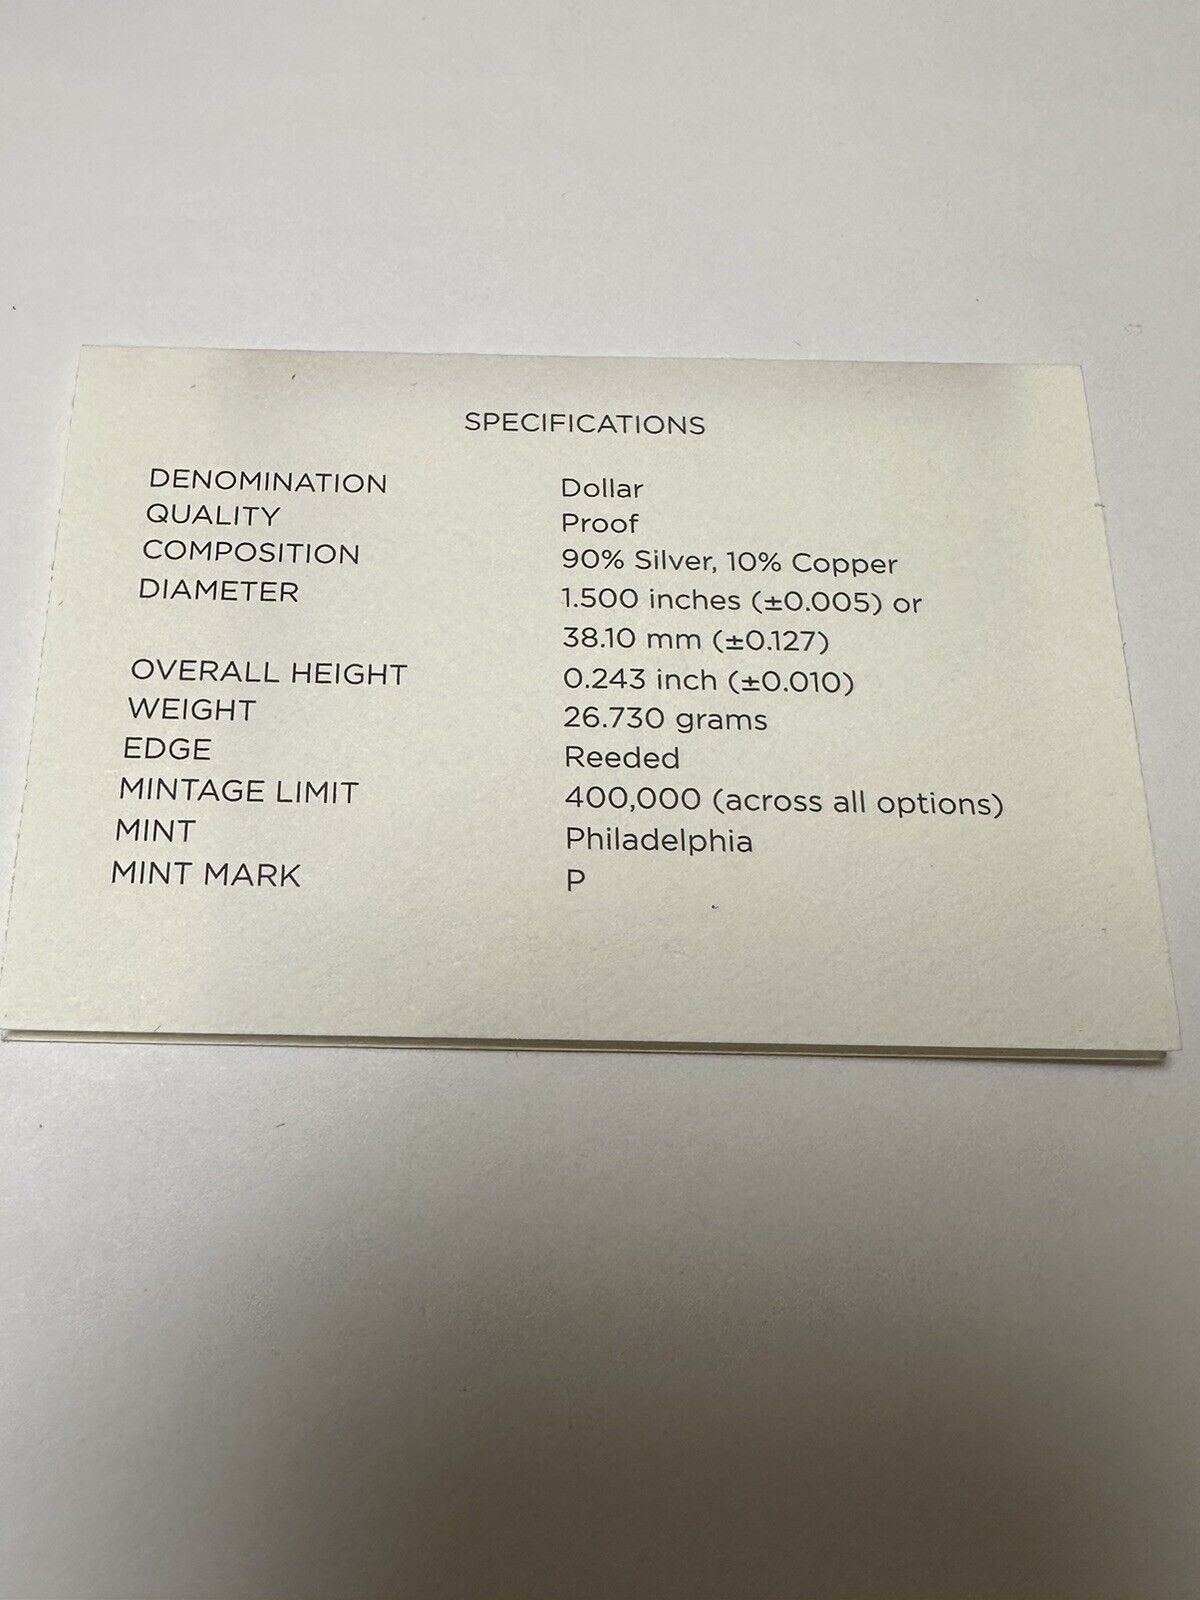 SPECIFICATIONS
DENOMINATION Dollar
QUALITY Proof
COMPOSITION 90% Silver, 10% Copper
DIAMETER 1.500 inches (±0.005) or
38.10 mm (±0.127)
OVERALL HEIGHT 0.243 inch (±0.010)
WEIGHT 26.730 grams
EDGE Reeded
MINTAGE LIMIT 400,000 (across all options)
MINT Philadelphia
MINT MARK P